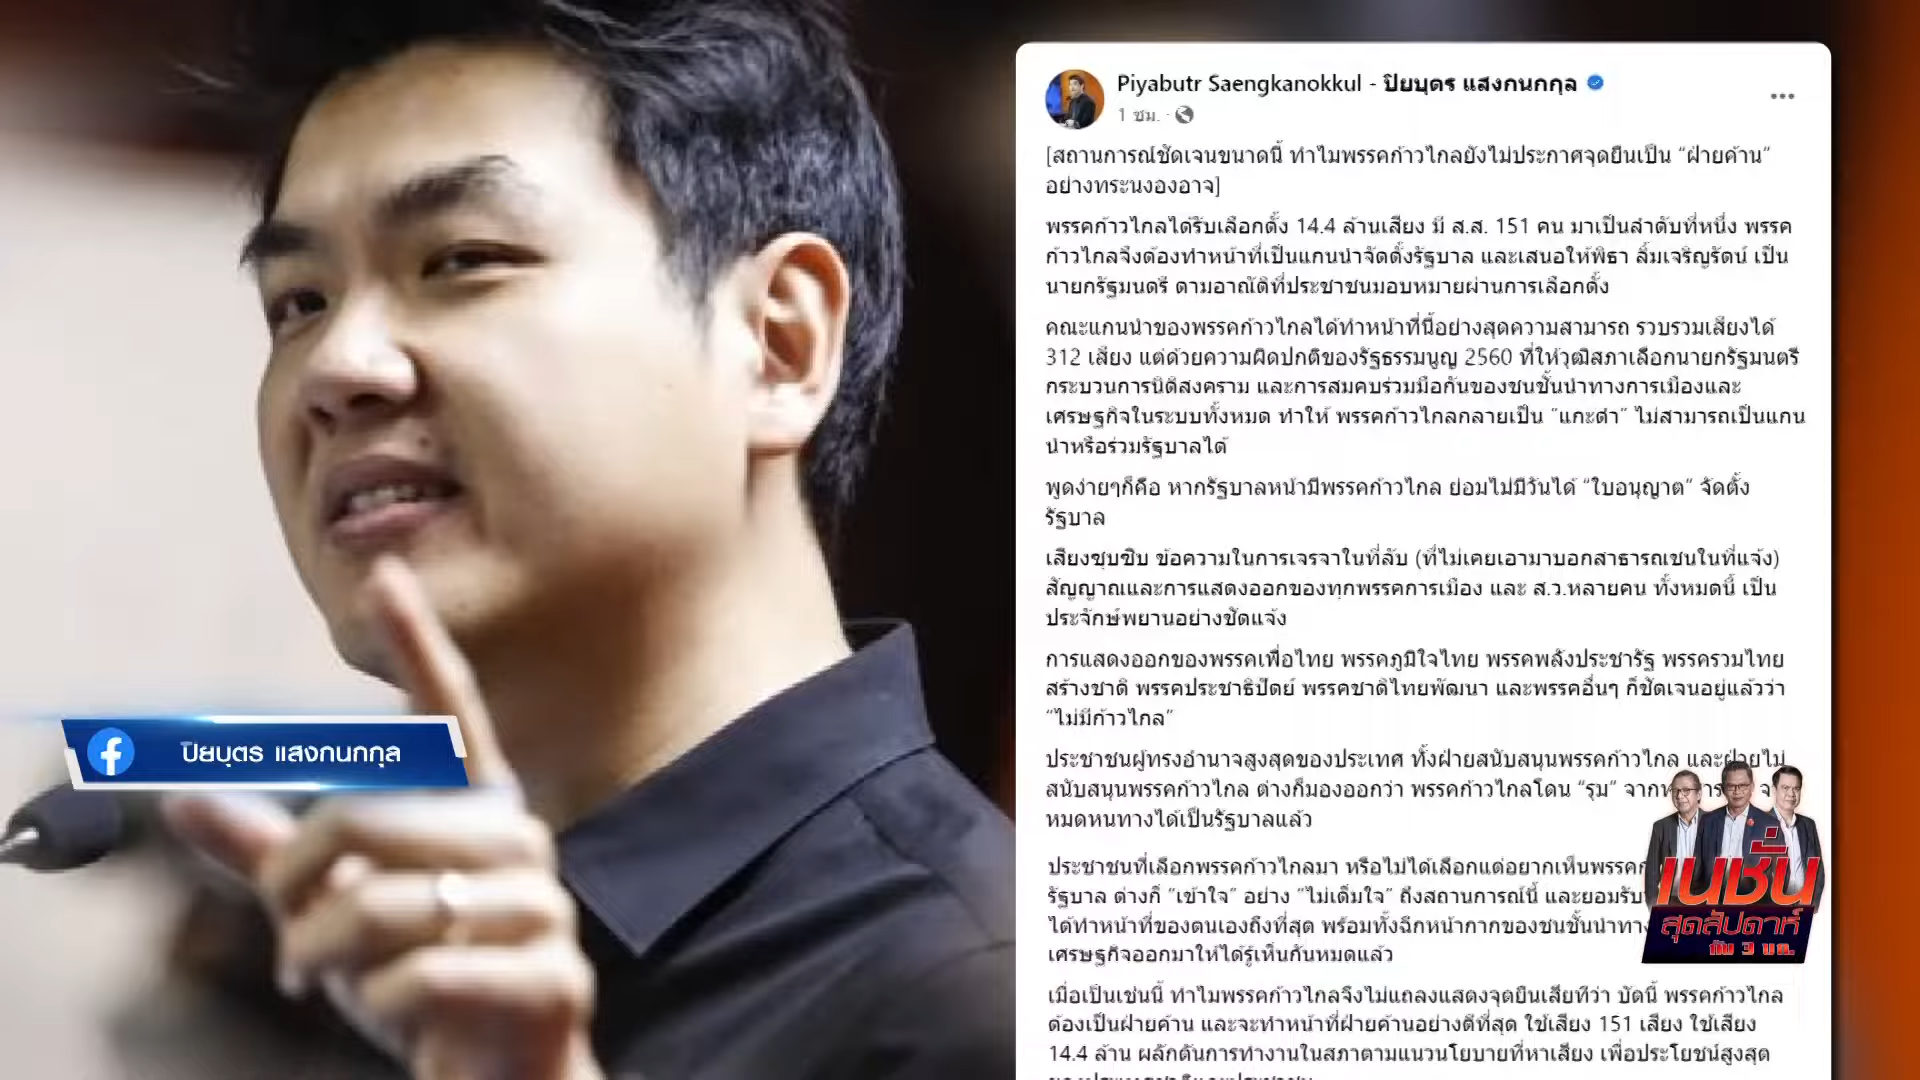 Piyabutr Saengkanokkul - ปิยบุตร แสงกนกกุล
1 ชม.
[สถานการณ์ชัดเจนขนาดนี้ ทำไมพรรคก้าวไกลยังไม่ประกาศจุดยืนเป็น “ฝ่ายค้าน”
อย่างทระนงองอาจ]
พรรคก้าวไกลได้รับเลือกตั้ง 14.4 ล้านเสียง มี ส.ส. 151 คน มาเป็นลำดับที่หนึ่ง พรรค
ก้าวไกลจึงต้องทำหน้าที่เป็นแกนนำจัดตั้งรัฐบาล และเสนอให้พิธา ลิ้มเจริญรัตน์ เป็น
นายกรัฐมนตรี ตามอาณัติที่ประชาชนมอบหมายผ่านการเลือกตั้ง
คณะแกนนำของพรรคก้าวไกลได้ทำหน้าที่นี้อย่างสุดความสามารถ รวบรวมเสียงได้
312 เสียง แต่ด้วยความผิดปกติของรัฐธรรมนูญ 2560 ที่ให้วุฒิสภาเลือกนายกรัฐมนตรี
กระบวนการนิติสงคราม และการสมคบร่วมมือกันของชนชั้นนำทางการเมืองและ
เศรษฐกิจในระบบทั้งหมด ทำให้ พรรคก้าวไกลกลายเป็น “แกะดำ” ไม่สามารถเป็นแกน
นำหรือร่วมรัฐบาลได้
พูดง่ายๆก็คือ หากรัฐบาลหน้ามีพรรคก้าวไกล ย่อมไม่มีวันได้ “ใบอนุญาต” จัดตั้ง
รัฐบาล
เสียงซุบซิบ ข้อความในการเจรจาในที่ลับ (ที่ไม่เคยเอามาบอกสาธารณชนในที่แจ้ง)
สัญญาณและการแสดงออกของทุกพรรคการเมือง และ ส.ว.หลายคน ทั้งหมดนี้ เป็น
ประจักษ์พยานอย่างชัดแจ้ง
การแสดงออกของพรรคเพื่อไทย พรรคภูมิใจไทย พรรคพลังประชารัฐ พรรครวมไทย
สร้างชาติ พรรคประชาธิปัตย์ พรรคชาติไทยพัฒนา และพรรคอื่นๆ ก็ชัดเจนอยู่แล้วว่า
“ไม่มีก้าวไกล”
ประชาชนผู้ทรงอำนาจสูงสุดของประเทศ ทั้งฝ่ายสนับสนุนพรรคก้าวไกล และฝ่ายไม่
สนับสนุนพรรคก้าวไกล ต่างก็มองออกว่า พรรคก้าวไกลโดน “รุม” จาก
หมดหนทางได้เป็นรัฐบาลแล้ว
ประชาชนที่เลือกพรรคก้าวไกลมา หรือไม่ได้เลือกแต่อยากเห็นพรรค
รัฐบาล ต่างก็ “เข้าใจ” อย่าง “ไม่เต็มใจ” ถึงสถานการณ์นี้ และยอมรับ
ได้ทำหน้าที่ของตนเองถึงที่สุด พร้อมทั้งฉีกหน้ากากของชนชั้นนำทาง
เศรษฐกิจออกมาให้ได้รู้เห็นกันหมดแล้ว
เมื่อเป็นเช่นนี้ ทำไมพรรคก้าวไกลจึงไม่แถลงแสดงจุดยืนเสียทีว่า บัดนี้ พรรคก้าวไกล
ต้องเป็นฝ่ายค้าน และจะทำหน้าที่ฝ่ายค้านอย่างดีที่สุด ใช้เสียง 151 เสียง ใช้เสียง
14.4 ล้าน ผลักดันการทำงานในสภาตามแนวนโยบายที่หาเสียง เพื่อประโยชน์สูงสุด
ปิยบุตร แสงกนกกุล
เนชั่น
สุดสัปดาห์
กับ 3 บก.